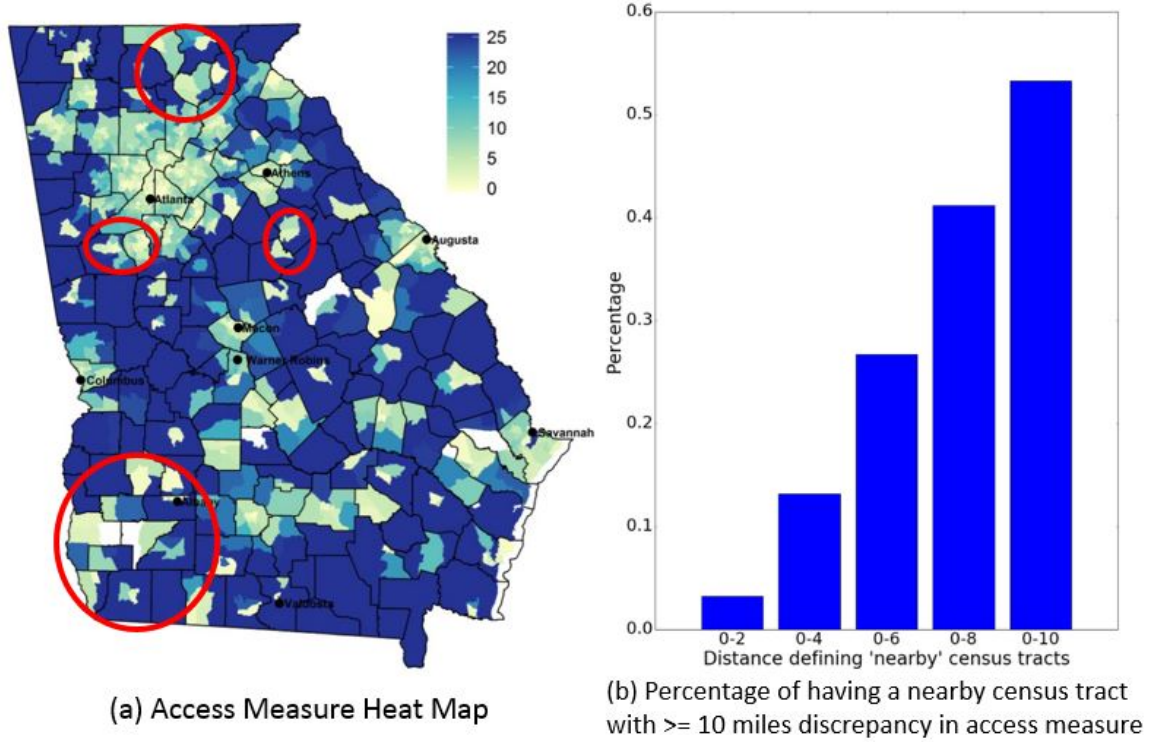 25
20
15
10
5
0
Athens
Atlanta
Augusta
Macon
Warner Robins
Columbus
Savannah
Albany
Valdosta
(a) Access Measure Heat Map
0.6
0.5
0.4
0.3
0.2
0.1
0.0
Percentage
0-2 0-4 0-6 0-8 0-10
Distance defining 'nearby' census tracts
(b) Percentage of having a nearby census tract
with >= 10 miles discrepancy in access measure